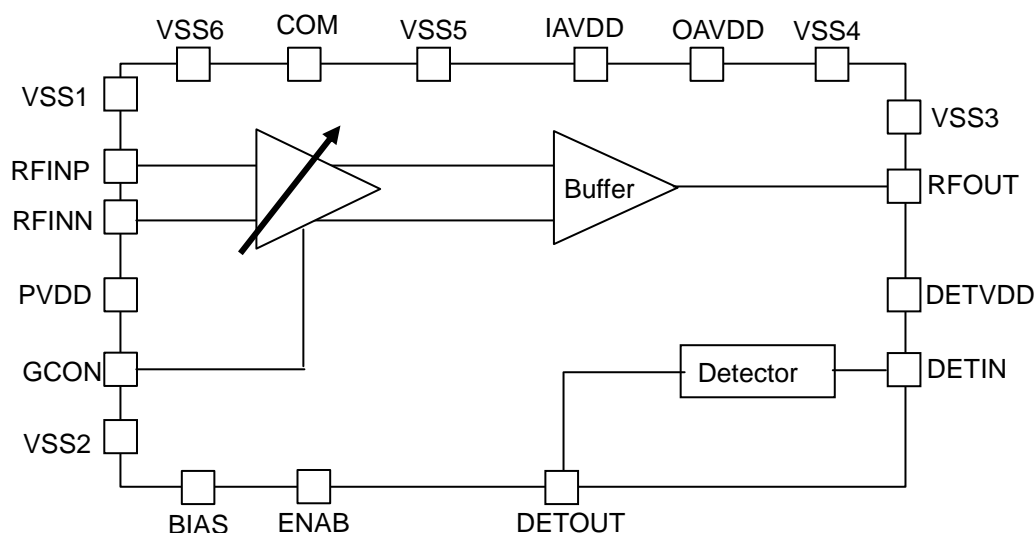 VSS6
COM
VSS5
IAVDD
OAVDD
VSS4
VSS1
VSS3
RFINP
Buffer
RFOUT
RFINN
PVDD
DETVDD
GCON
Detector
DETIN
VSS2
BIAS
ENAB
DETOUT